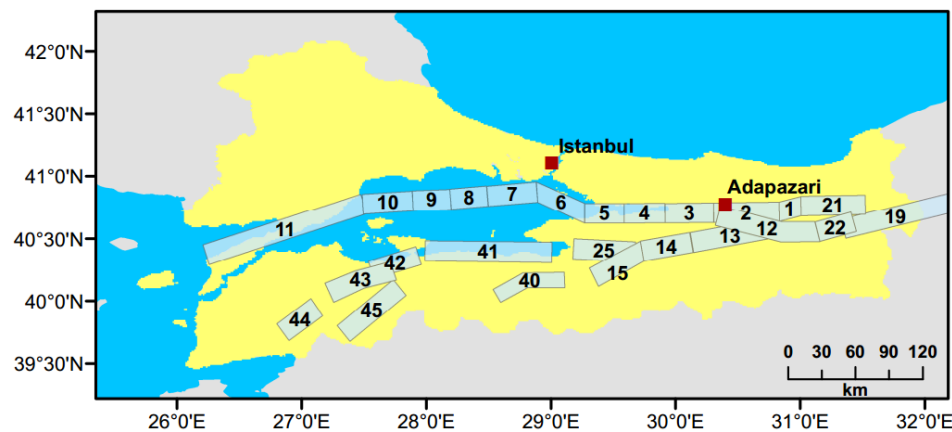 42°0'N
41°30'N
41°0'N
40°30'N
40°0'N
39°30'N
Istanbul
Adapazari
10 9 8 7 6 5 4 3 2 1 21
11 12 22 19
41 25 14 13
42 15
43 40
44 45
0 30 60 90 120
km
26°0'E 27°0'E 28°0'E 29°0'E 30°0'E 31°0'E 32°0'E